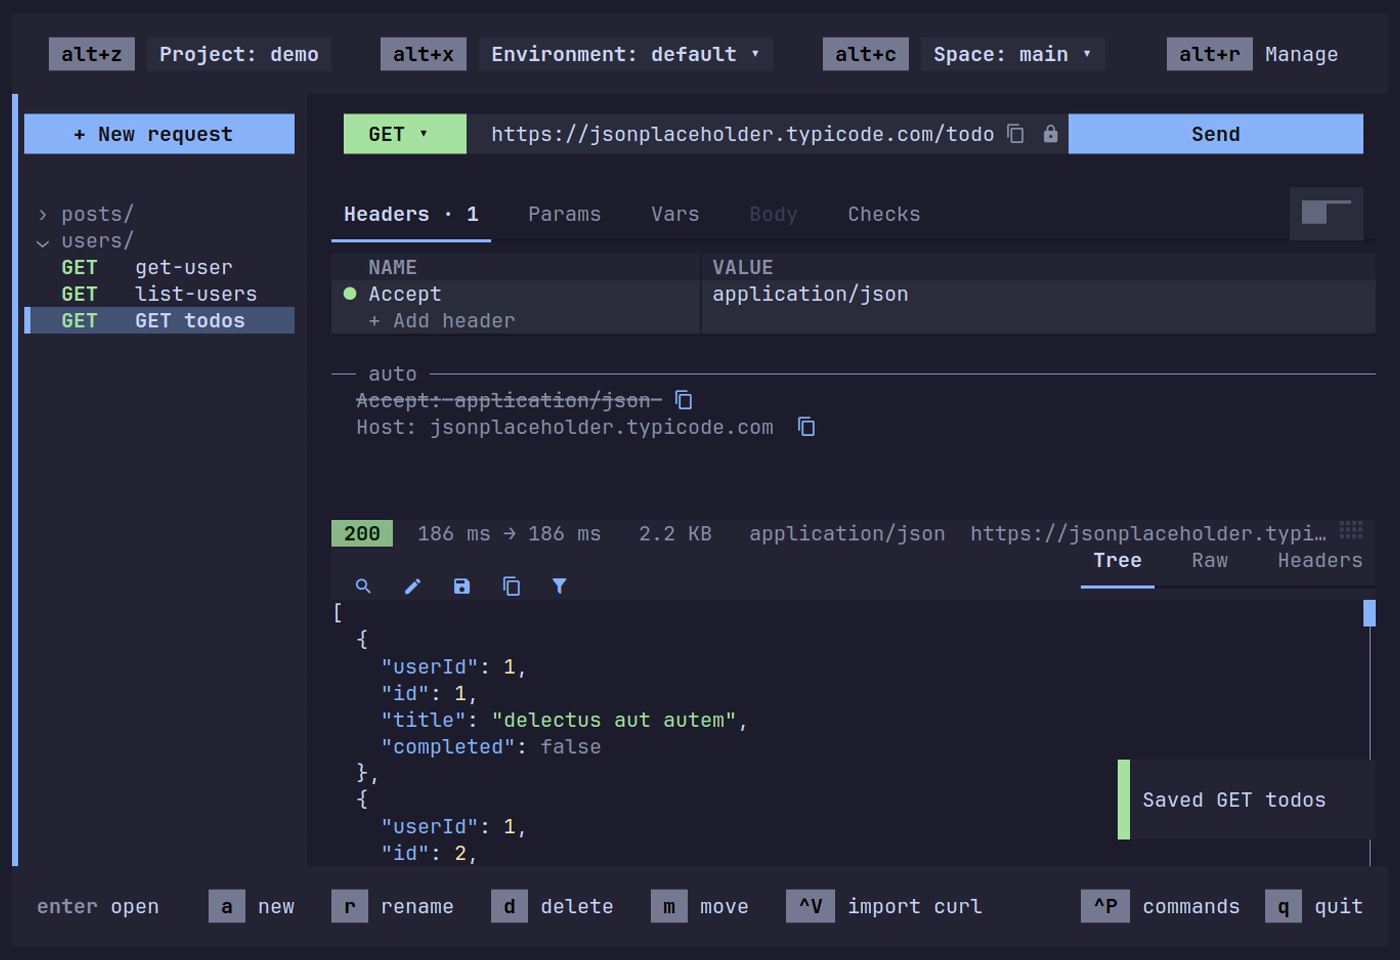 alt+z Project: demo alt+x Environment: default ▾ alt+c Space: main ▾ alt+r Manage
+ New request
GET ▾ https://jsonplaceholder.typicode.com/todo Send
› posts/
⌵ users/
GET get-user
GET list-users
GET GET todos
Headers · 1 Params Vars Body Checks
NAME VALUE
Accept application/json
+ Add header
auto
Accept: application/json
Host: jsonplaceholder.typicode.com
200 186 ms → 186 ms 2.2 KB application/json https://jsonplaceholder.typi…
Tree Raw Headers
[
{
"userId": 1,
"id": 1,
"title": "delectus aut autem",
"completed": false
},
{
"userId": 1,
"id": 2,
Saved GET todos
enter open a new r rename d delete m move ^V import curl ^P commands q quit